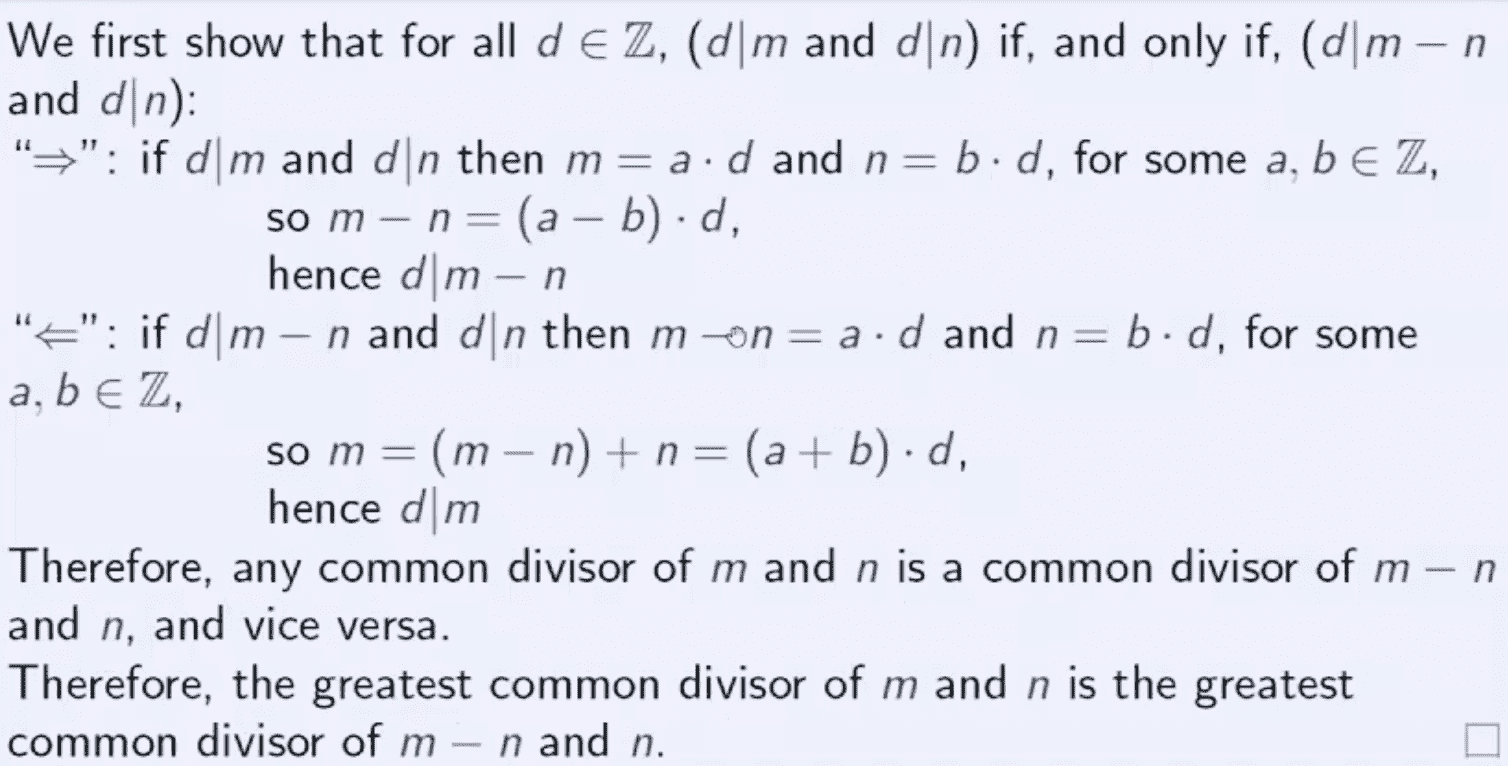 We first show that for all d ∈ ℤ, (d|m and d|n) if, and only if, (d|m − n
and d|n):
“⇒”: if d|m and d|n then m = a · d and n = b · d, for some a, b ∈ ℤ,
so m − n = (a − b) · d,
hence d|m − n
“⇐”: if d|m − n and d|n then m − n = a · d and n = b · d, for some
a, b ∈ ℤ,
so m = (m − n) + n = (a + b) · d,
hence d|m
Therefore, any common divisor of m and n is a common divisor of m − n
and n, and vice versa.
Therefore, the greatest common divisor of m and n is the greatest
common divisor of m − n and n. □